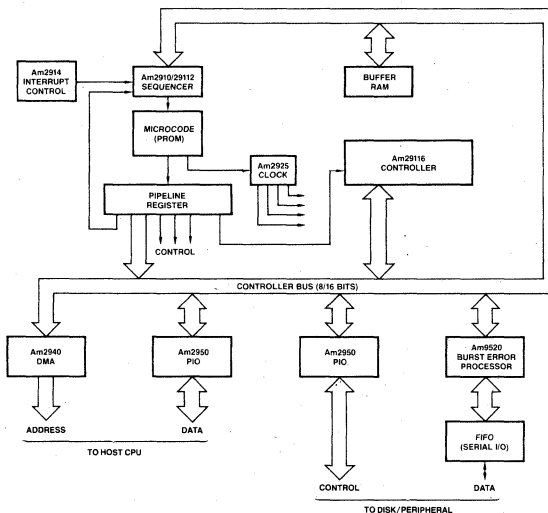 Am2914
INTERRUPT
CONTROL
Am2910/29112
SEQUENCER
BUFFER
RAM
MICROCODE
(PROM)
Am2925
CLOCK
Am29116
CONTROLLER
PIPELINE
REGISTER
CONTROL
CONTROLLER BUS (8/16 BITS)
Am2940
DMA
Am2950
PIO
Am2950
PIO
Am9520
BURST ERROR
PROCESSOR
ADDRESS
DATA
FIFO
(SERIAL I/O)
TO HOST CPU
CONTROL
DATA
TO DISK/PERIPHERAL